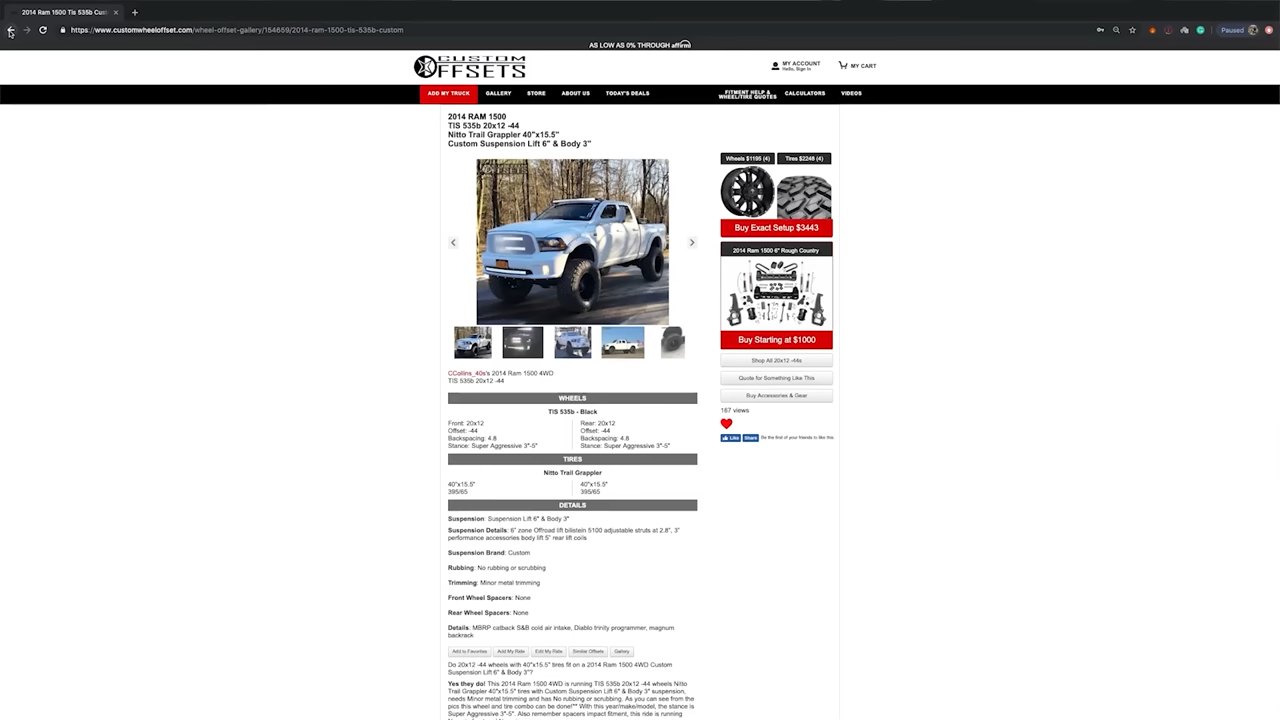 2014 Ram 1500 Tis 535b Cust
https://www.customwheeloffset.com/wheel-offset-gallery/154659/2014-ram-1500-tis-535b-custom
Paused
AS LOW AS 0% THROUGH affirm
CUSTOM
OFFSETS
MY ACCOUNT
Hello, Sign In.
MY CART
ADD MY TRUCK
GALLERY
STORE
ABOUT US
TODAY'S DEALS
FITMENT HELP &
WHEEL/TIRE QUOTES
CALCULATORS
VIDEOS
2014 RAM 1500
TIS 535b 20x12 -44
Nitto Trail Grappler 40"x15.5"
Custom Suspension Lift 6" & Body 3"
Wheels $1195 (4)
Tires $2248 (4)
Buy Exact Setup $3443
2014 Ram 1500 6" Rough Country
Buy Starting at $1000
Shop All 20x12 -44s
Quote for Something Like This
Buy Accessories & Gear
167 views
Like
Share
Be the first of your friends to like this.
CCollins_40s's 2014 Ram 1500 4WD
TIS 535b 20x12 -44
WHEELS
TIS 535b - Black
Front: 20x12
Offset: -44
Backspacing: 4.8
Stance: Super Aggressive 3"-5"
Rear: 20x12
Offset: -44
Backspacing: 4.8
Stance: Super Aggressive 3"-5"
TIRES
Nitto Trail Grappler
40"x15.5"
395/65
40"x15.5"
395/65
DETAILS
Suspension: Suspension Lift 6" & Body 3"
Suspension Details: 6" zone Offroad lift bilistein 5100 adjustable struts at 2.8", 3"
performance accessories body lift 5" rear lift coils
Suspension Brand: Custom
Rubbing: No rubbing or scrubbing
Trimming: Minor metal trimming
Front Wheel Spacers: None
Rear Wheel Spacers: None
Details: MBRP catback S&B cold air intake, Diablo trinity programmer, magnum
backrack
Add to Favorites
Add My Ride
Edit My Ride
Similar Offsets
Gallery
Do 20x12 -44 wheels with 40"x15.5" tires fit on a 2014 Ram 1500 4WD Custom
Suspension Lift 6" & Body 3"?
Yes they do! This 2014 Ram 1500 4WD is running TIS 535b 20x12 -44 wheels Nitto
Trail Grappler 40"x15.5" tires with Custom Suspension Lift 6" & Body 3" suspension,
needs Minor metal trimming and has No rubbing or scrubbing. As you can see from the
pics this wheel and tire combo can be done!** With this year/make/model, the stance is
Super Aggressive 3"-5". Also remember spacers impact fitment, this ride is running